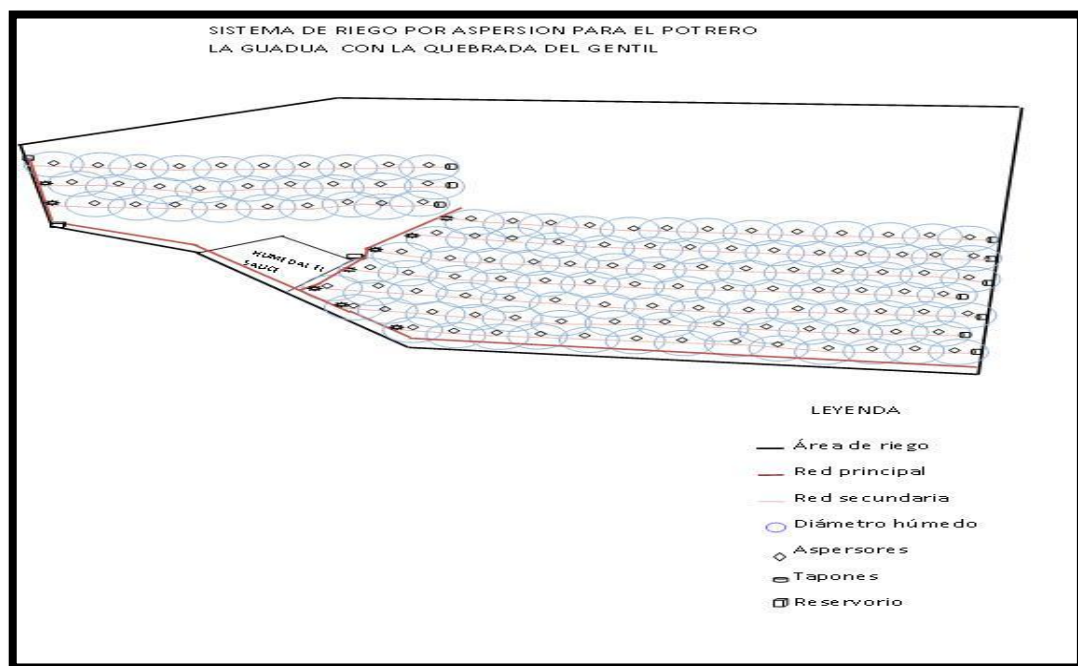 SISTEMA DE RIEGO POR ASPERSION PARA EL POTRERO
LA GUADUA CON LA QUEBRADA DEL GENTIL
HUMEDAL EL
SAUCE
LEYENDA
Área de riego
Red principal
Red secundaria
Diámetro húmedo
Aspersores
Tapones
Reservorio